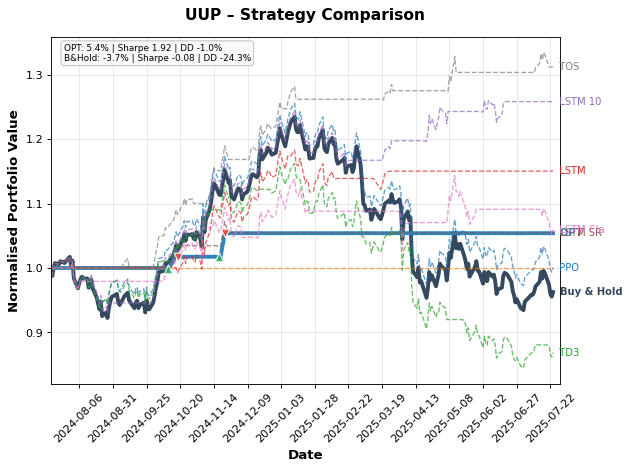 UUP – Strategy Comparison
OPT: 5.4% | Sharpe 1.92 | DD -1.0%
B&Hold: -3.7% | Sharpe -0.08 | DD -24.3%
Normalised Portfolio Value
1.3
1.2
1.1
1.0
0.9
TOS
LSTM 10
LSTM
PPO
Buy & Hold
TD3
2024-08-06
2024-08-31
2024-09-25
2024-10-20
2024-11-14
2024-12-09
2025-01-03
2025-01-28
2025-02-22
2025-03-19
2025-04-13
2025-05-08
2025-06-02
2025-06-27
2025-07-22
Date